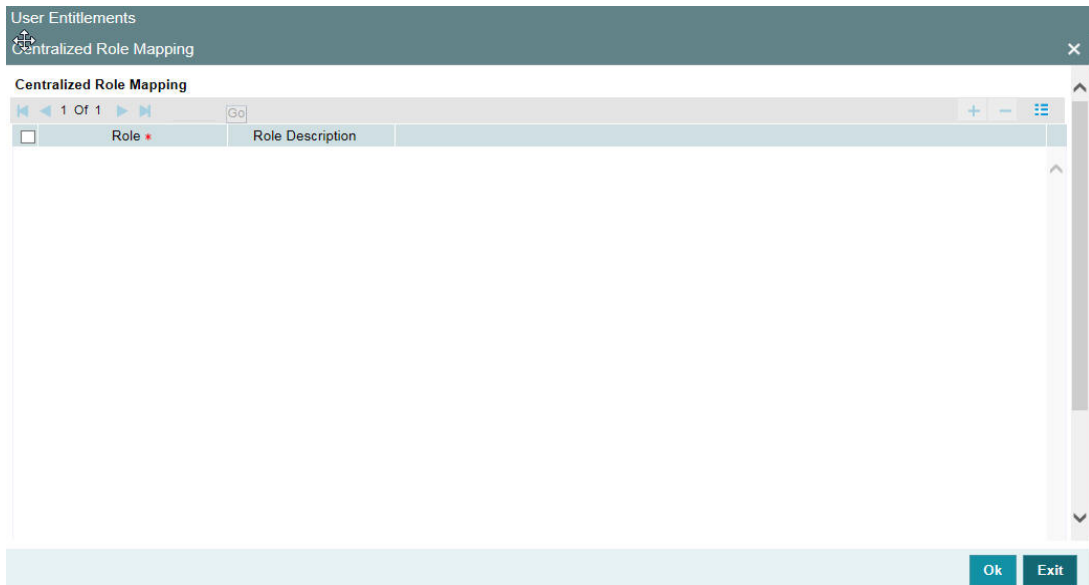 User Entitlements
Centralized Role Mapping
Centralized Role Mapping
1 Of 1 Go
Role * Role Description
Ok Exit